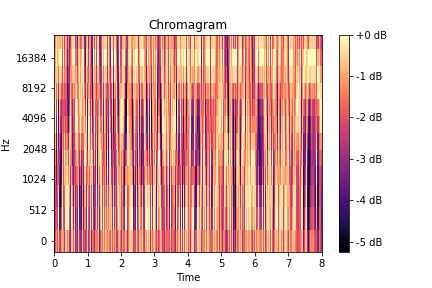 Chromagram
+0 dB
16384
-1 dB
8192
4096
-2 dB
Hz
2048
-3 dB
1024
-4 dB
512
0
-5 dB
0 1 2 3 4 5 6 7 8
Time